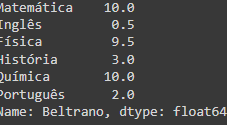 Matemática 10.0
Inglês 0.5
Física 9.5
História 3.0
Química 10.0
Português 2.0
Name: Beltrano, dtype: float64